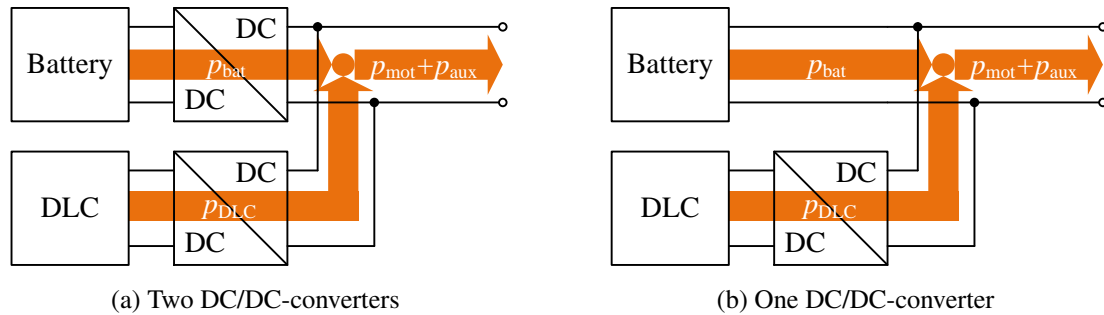 Battery
DC
DC
p_bat
p_mot+p_aux
DLC
DC
DC
p_DLC
(a) Two DC/DC-converters
Battery
p_bat
p_mot+p_aux
DLC
DC
DC
p_DLC
(b) One DC/DC-converter